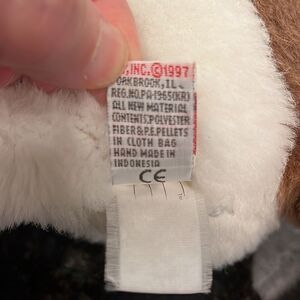 , INC. ©1997
OAKBROOK, IL
REG.NO.PA-1965(KR)
ALL NEW MATERIAL
CONTENTS:POLYESTER
FIBER&P.E.PELLETS
IN CLOTH BAG
HAND MADE IN
INDONESIA
CE